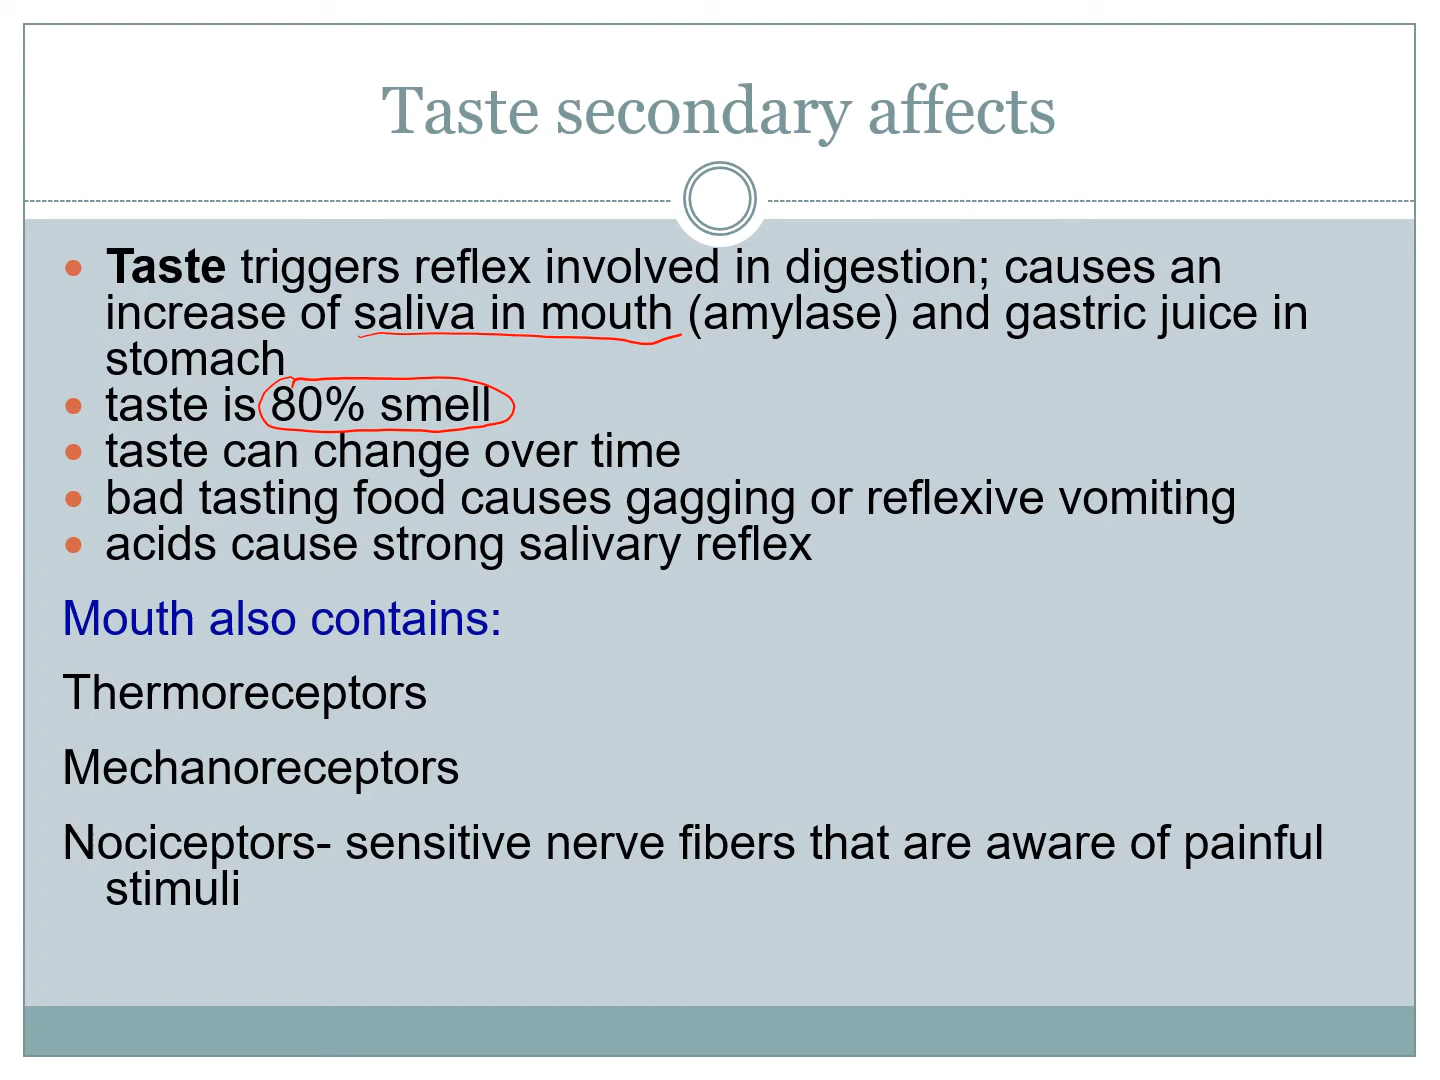 Taste secondary affects
• Taste triggers reflex involved in digestion; causes an
increase of saliva in mouth (amylase) and gastric juice in
stomach
• taste is 80% smell
• taste can change over time
• bad tasting food causes gagging or reflexive vomiting
• acids cause strong salivary reflex
Mouth also contains:
Thermoreceptors
Mechanoreceptors
Nociceptors- sensitive nerve fibers that are aware of painful
stimuli